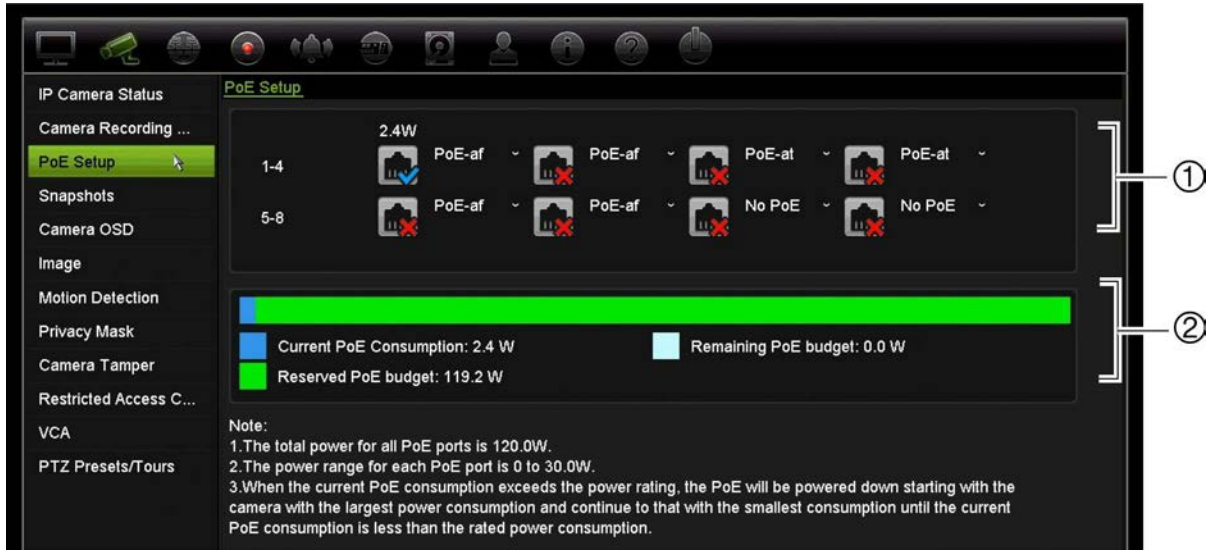 PoE Setup
IP Camera Status
Camera Recording ...
PoE Setup
Snapshots
Camera OSD
Image
Motion Detection
Privacy Mask
Camera Tamper
Restricted Access C...
VCA
PTZ Presets/Tours
2.4W
1-4 PoE-af PoE-af PoE-at PoE-at
5-8 PoE-af PoE-af No PoE No PoE
①
Current PoE Consumption: 2.4 W Remaining PoE budget: 0.0 W
Reserved PoE budget: 119.2 W
②
Note:
1.The total power for all PoE ports is 120.0W.
2.The power range for each PoE port is 0 to 30.0W.
3.When the current PoE consumption exceeds the power rating, the PoE will be powered down starting with the
camera with the largest power consumption and continue to that with the smallest consumption until the current
PoE consumption is less than the rated power consumption.